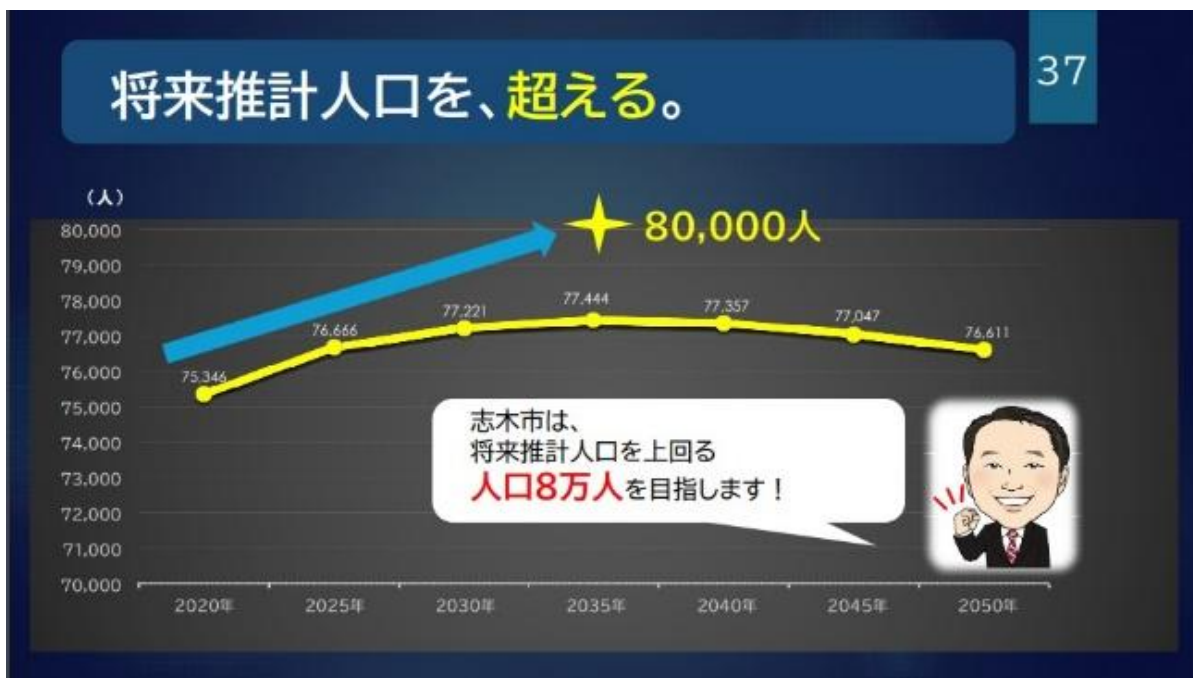 将来推計人口を、超える。
37
（人）
80,000人
80,000
79,000
78,000
77,000
76,000
75,000
74,000
73,000
72,000
71,000
70,000
75,346
76,666
77,221
77,444
77,357
77,047
76,611
志木市は、
将来推計人口を上回る
人口8万人を目指します！
2020年
2025年
2030年
2035年
2040年
2045年
2050年